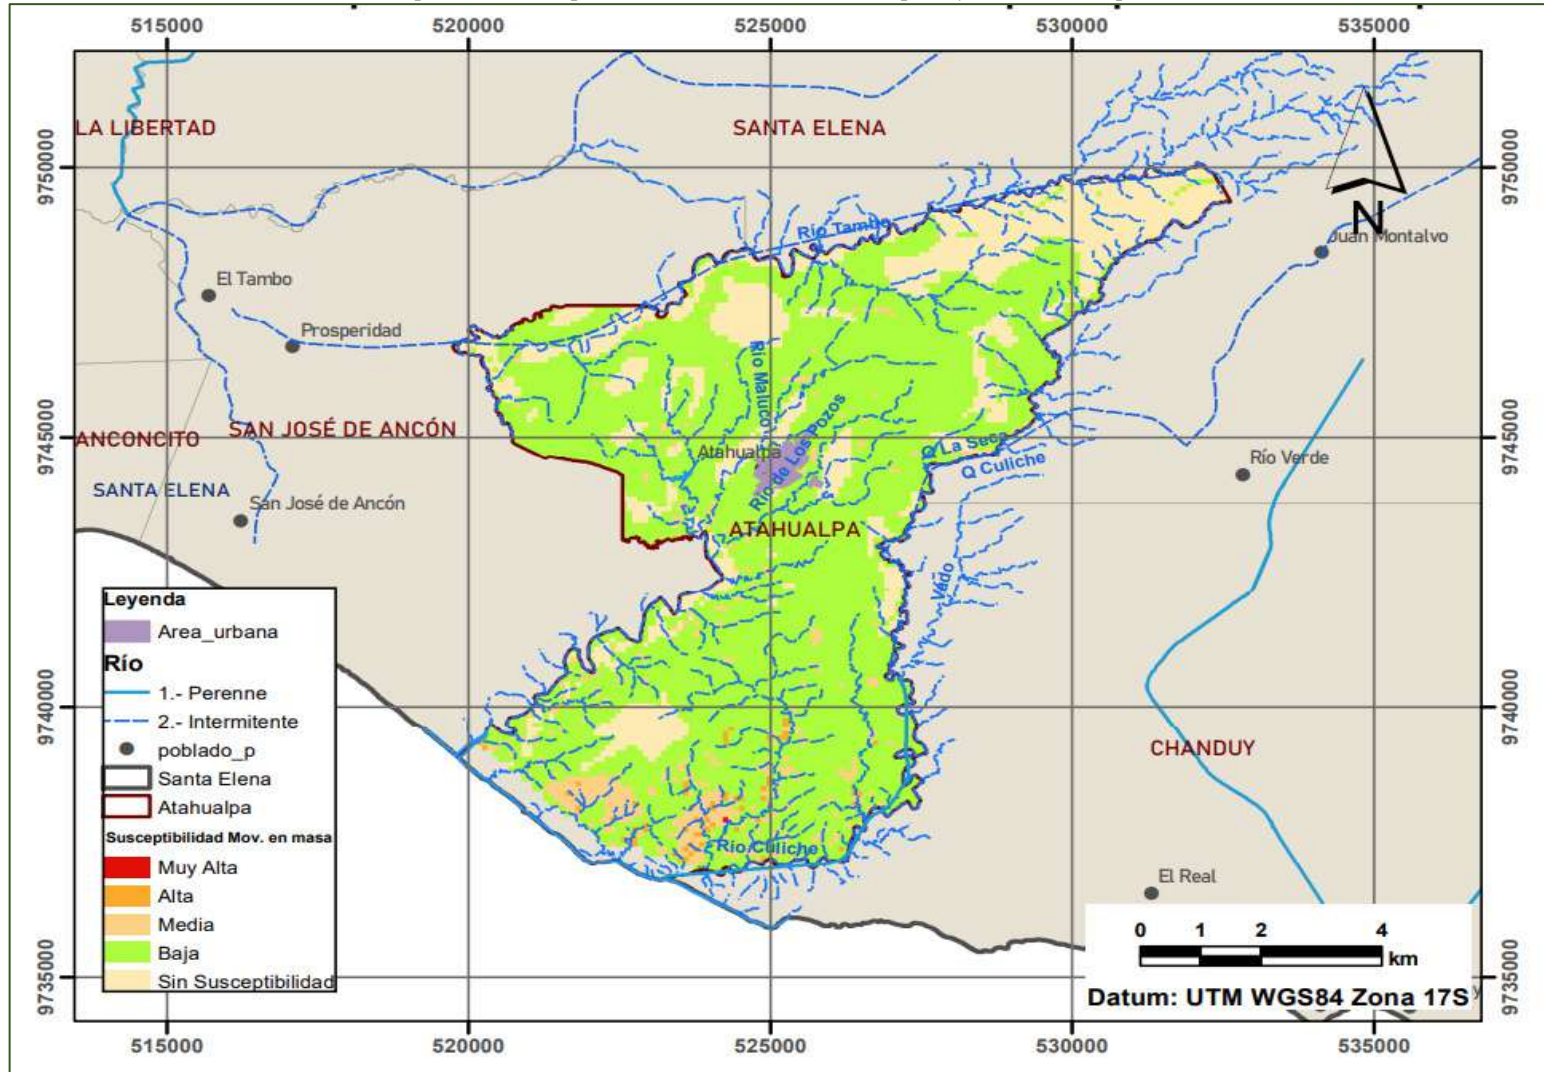 515000 520000 525000 530000 535000
LA LIBERTAD
SANTA ELENA
9750000
9750000
Río Tambo
N
Juan Montalvo
El Tambo
Prosperidad
Río Maluco
Río de Los Pozos
ANCONCITO
SAN JOSÉ DE ANCÓN
9745000
9745000
Atahualpa
Q La Seca
Q Culiche
Río Verde
SANTA ELENA
San José de Ancón
ATAHUALPA
Vado
Leyenda
Area_urbana
Río
1.- Perenne
2.- Intermitente
poblado_p
Santa Elena
Atahualpa
Susceptibilidad Mov. en masa
Muy Alta
Alta
Media
Baja
Sin Susceptibilidad
9740000
9740000
CHANDUY
Río Culiche
El Real
0 1 2 4
km
9735000
9735000
Datum: UTM WGS84 Zona 17S
515000 520000 525000 530000 535000